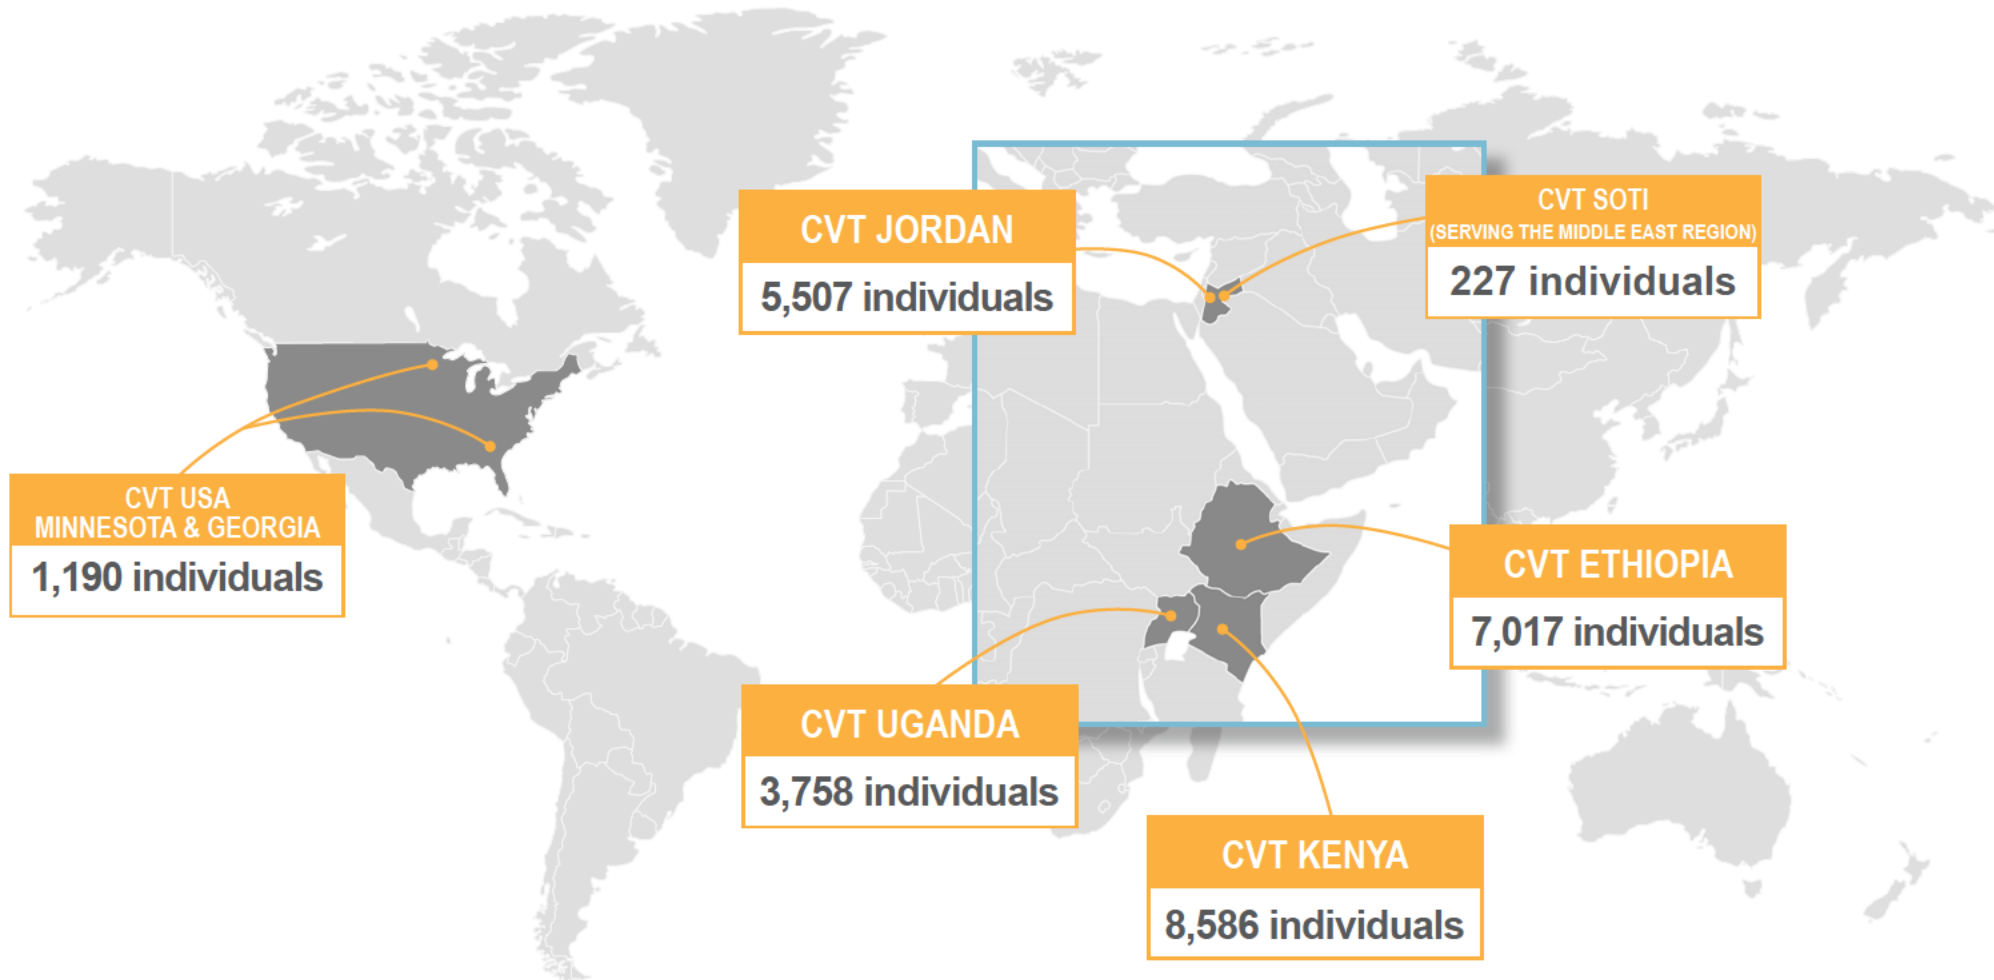 CVT JORDAN
5,507 individuals
CVT SOTI
(SERVING THE MIDDLE EAST REGION)
227 individuals
CVT USA
MINNESOTA & GEORGIA
1,190 individuals
CVT ETHIOPIA
7,017 individuals
CVT UGANDA
3,758 individuals
CVT KENYA
8,586 individuals